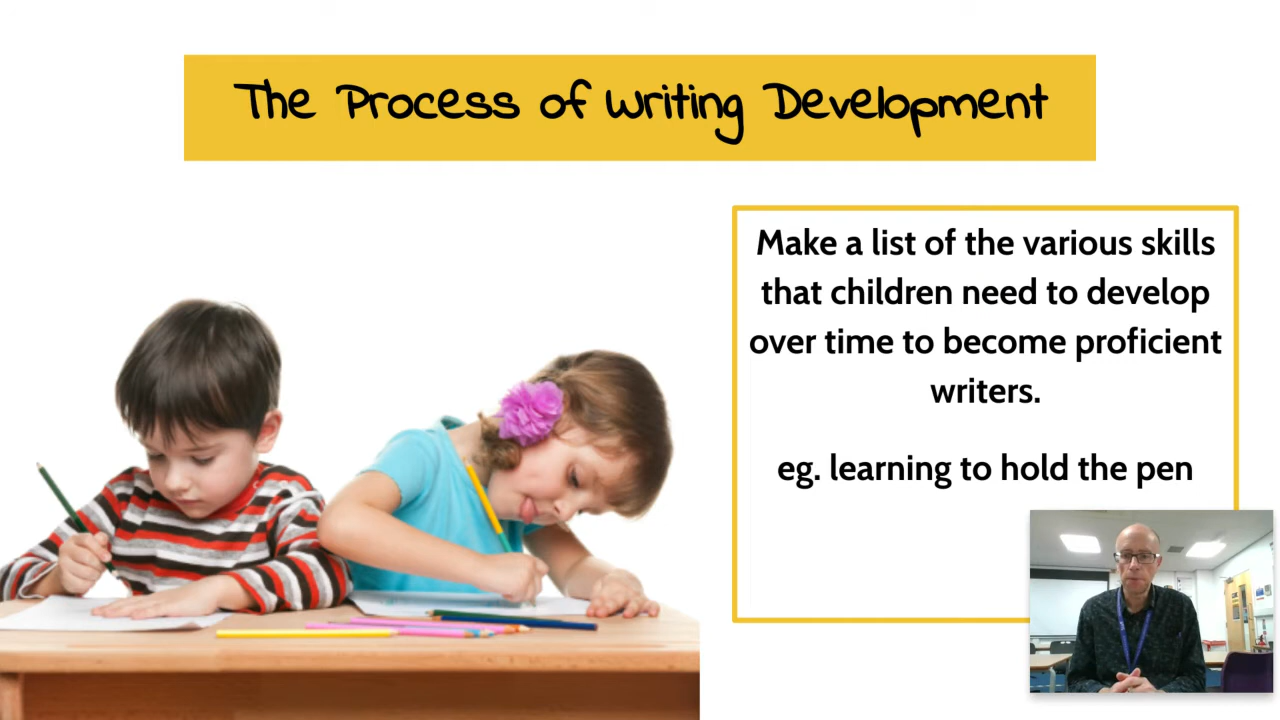 The Process of Writing Development
Make a list of the various skills
that children need to develop
over time to become proficient
writers.
eg. learning to hold the pen